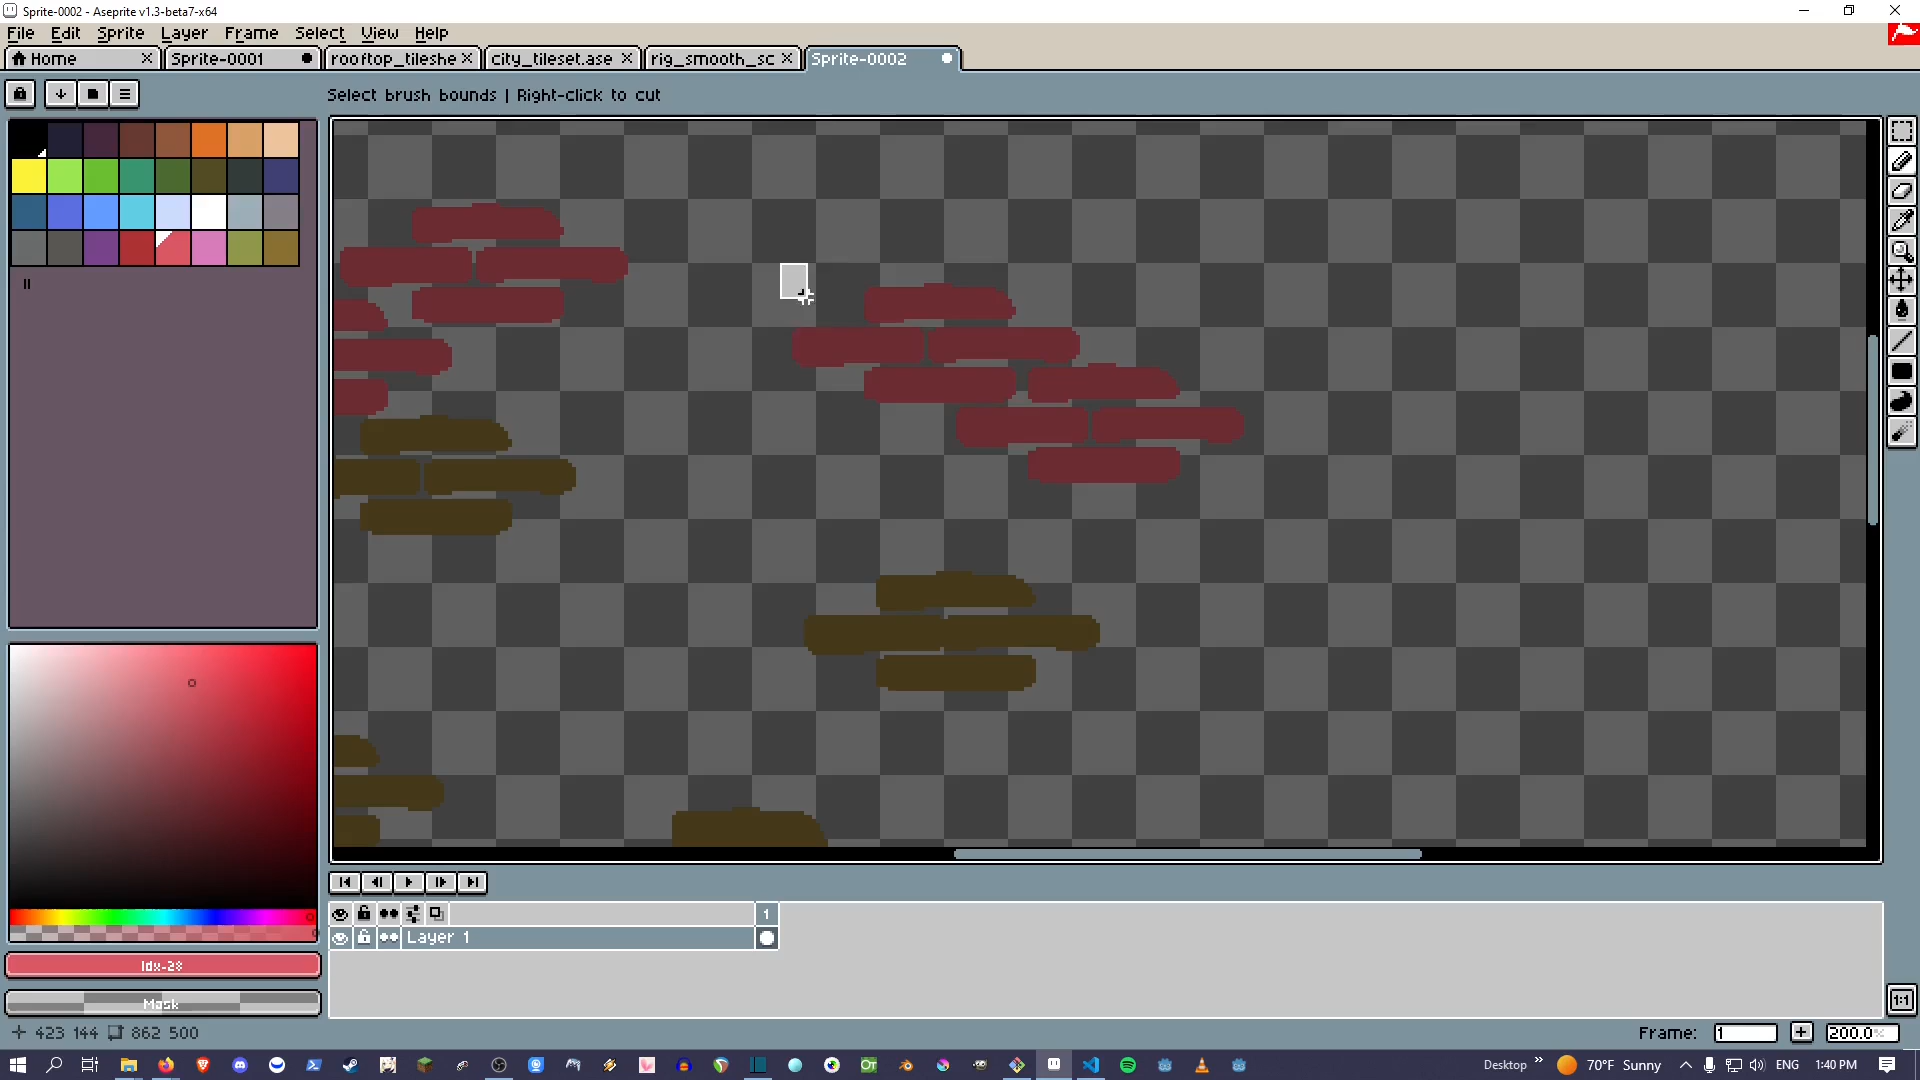 Sprite-0002 - Aseprite v1.3-beta7-x64
File Edit Sprite Layer Frame Select View Help
Home Sprite-0001 rooftop_tileshe city_tileset.ase rig_smooth_sc Sprite-0002
Select brush bounds | Right-click to cut
1
Layer 1
Idx-28
Mask
1:1
423 144 862 500 Frame: 1 200.0%
Desktop 70°F Sunny ENG 1:40 PM